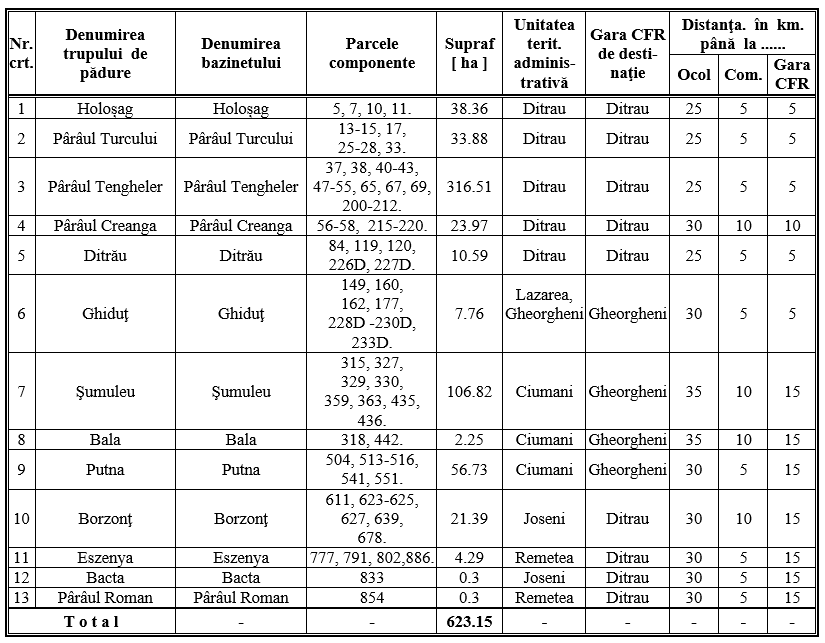 Nr. crt. | Denumirea trupului de pădure | Denumirea bazinetului | Parcele componente | Supraf [ ha ] | Unitatea terit. adminis-trativă | Gara CFR de desti-naţie | Distanţa. în km. până la ......
Ocol | Com. | Gara CFR
1 | Holoșag | Holoșag | 5, 7, 10, 11. | 38.36 | Ditrau | Ditrau | 25 | 5 | 5
2 | Pârâul Turcului | Pârâul Turcului | 13-15, 17, 25-28, 33. | 33.88 | Ditrau | Ditrau | 25 | 5 | 5
3 | Pârâul Tengheler | Pârâul Tengheler | 37, 38, 40-43, 47-55, 65, 67, 69, 200-212. | 316.51 | Ditrau | Ditrau | 25 | 5 | 5
4 | Pârâul Creanga | Pârâul Creanga | 56-58, 215-220. | 23.97 | Ditrau | Ditrau | 30 | 10 | 10
5 | Ditrău | Ditrău | 84, 119, 120, 226D, 227D. | 10.59 | Ditrau | Ditrau | 25 | 5 | 5
6 | Ghiduţ | Ghiduţ | 149, 160, 162, 177, 228D -230D, 233D. | 7.76 | Lazarea, Gheorgheni | Gheorgheni | 30 | 5 | 5
7 | Şumuleu | Şumuleu | 315, 327, 329, 330, 359, 363, 435, 436. | 106.82 | Ciumani | Gheorgheni | 35 | 10 | 15
8 | Bala | Bala | 318, 442. | 2.25 | Ciumani | Gheorgheni | 35 | 10 | 15
9 | Putna | Putna | 504, 513-516, 541, 551. | 56.73 | Ciumani | Gheorgheni | 30 | 5 | 15
10 | Borzonţ | Borzonţ | 611, 623-625, 627, 639, 678. | 21.39 | Joseni | Ditrau | 30 | 10 | 15
11 | Eszenya | Eszenya | 777, 791, 802,886. | 4.29 | Remetea | Ditrau | 30 | 5 | 15
12 | Bacta | Bacta | 833 | 0.3 | Joseni | Ditrau | 30 | 5 | 15
13 | Pârâul Roman | Pârâul Roman | 854 | 0.3 | Remetea | Ditrau | 30 | 5 | 15
T o t a l | - | - | 623.15 | - | - | - | - | -